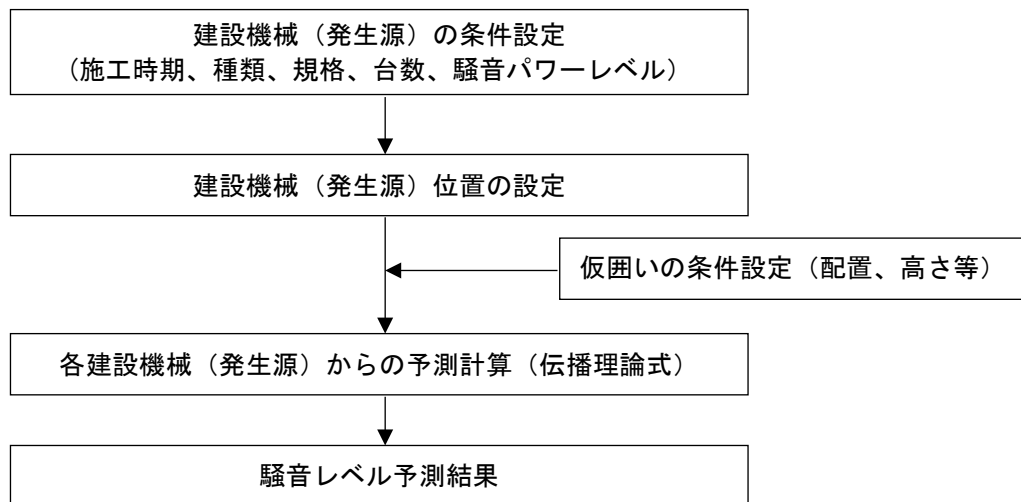 建設機械（発生源）の条件設定
（施工時期、種類、規格、台数、騒音パワーレベル）
建設機械（発生源）位置の設定
仮囲いの条件設定（配置、高さ等）
各建設機械（発生源）からの予測計算（伝播理論式）
騒音レベル予測結果